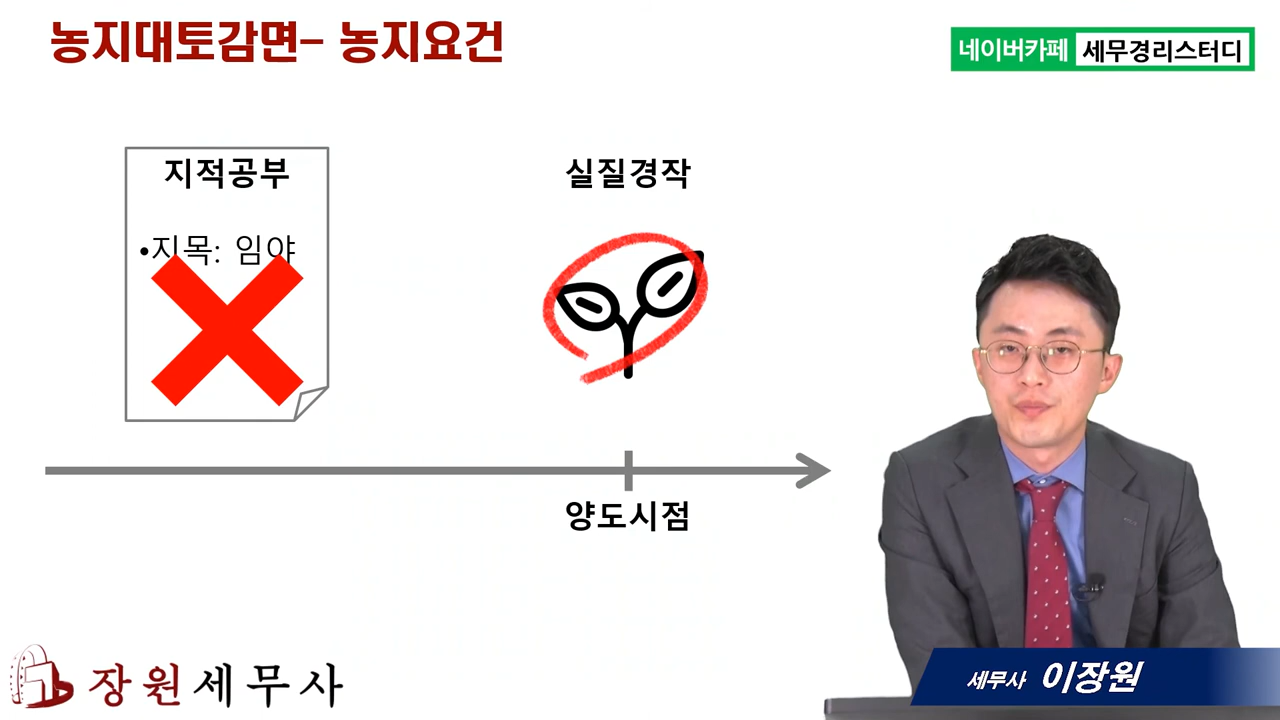 농지대토감면- 농지요건
네이버카페 세무경리스터디
지적공부
•지목: 임야
실질경작
양도시점
장원세무사
세무사 이장원